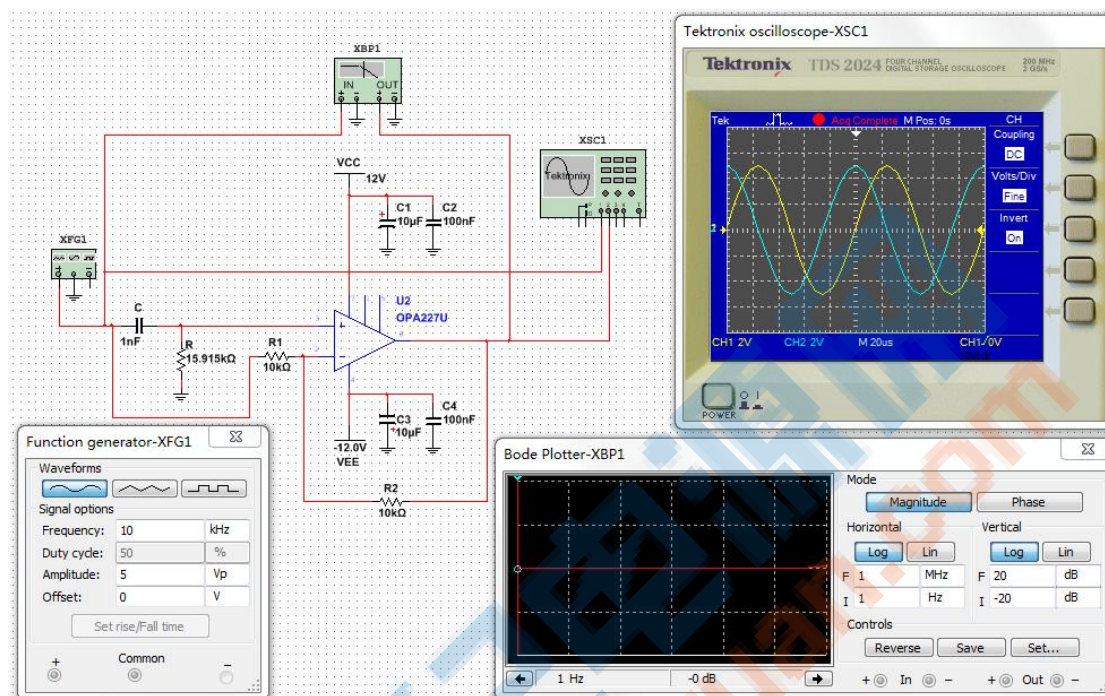 XBP1
IN OUT
VCC
12V
C1
10µF
C2
100nF
XSC1
Tektronix
XFG1
C
1nF
R
15.915kΩ
R1
10kΩ
U2
OPA227U
3
2
4
C3
10µF
C4
100nF
-12.0V
VEE
R2
10kΩ
Tektronix oscilloscope-XSC1
Tektronix TDS 2024 FOUR CHANNEL DIGITAL STORAGE OSCILLOSCOPE 200 MHz 2 GS/s
Tek Acq Complete M Pos: 0s CH
Coupling
DC
Volts/Div
Fine
Invert
On
CH1 2V CH2 2V M 20us CH1/0V
POWER
Function generator-XFG1
Waveforms
Signal options
Frequency: 10 kHz
Duty cycle: 50 %
Amplitude: 5 Vp
Offset: 0 V
Set rise/Fall time
+ Common −
Bode Plotter-XBP1
Mode
Magnitude Phase
Horizontal Vertical
Log Lin Log Lin
F 1 MHz F 20 dB
I 1 Hz I -20 dB
Controls
Reverse Save Set...
1 Hz -0 dB
+ In − + Out −